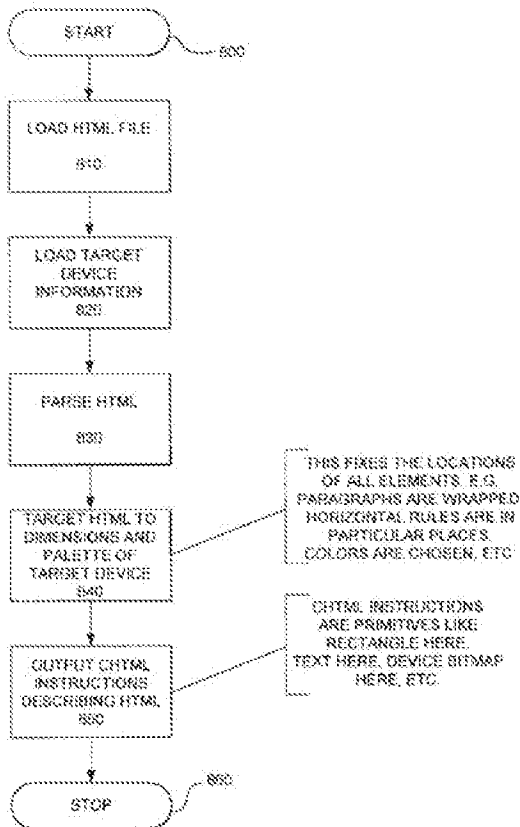 START
800
LOAD HTML FILE
810
LOAD TARGET
DEVICE
INFORMATION
820
PARSE HTML
830
TARGET HTML TO
DIMENSIONS AND
PALETTE OF
TARGET DEVICE
840
THIS FIXES THE LOCATIONS
OF ALL ELEMENTS. E.G.
PARAGRAPHS ARE WRAPPED
HORIZONTAL RULES ARE IN
PARTICULAR PLACES
COLORS ARE CHOSEN, ETC
OUTPUT CHTML
INSTRUCTIONS
DESCRIBING HTML
850
CHTML INSTRUCTIONS
ARE PRIMITIVES LIKE
RECTANGLE HERE,
TEXT HERE, DEVICE BITMAP
HERE, ETC.
STOP
860